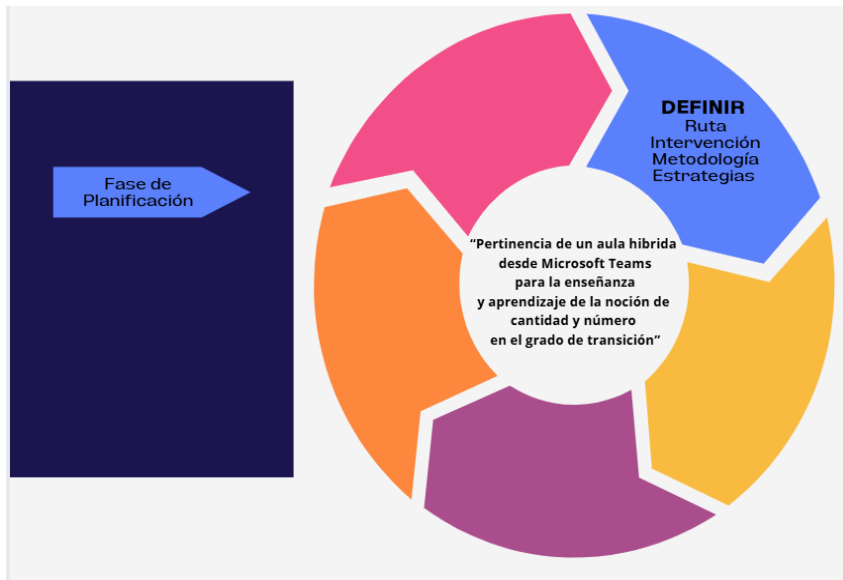 Fase de
Planificación
DEFINIR
Ruta
Intervención
Metodología
Estrategias
“Pertinencia de un aula hibrida
desde Microsoft Teams
para la enseñanza
y aprendizaje de la noción de
cantidad y número
en el grado de transición”